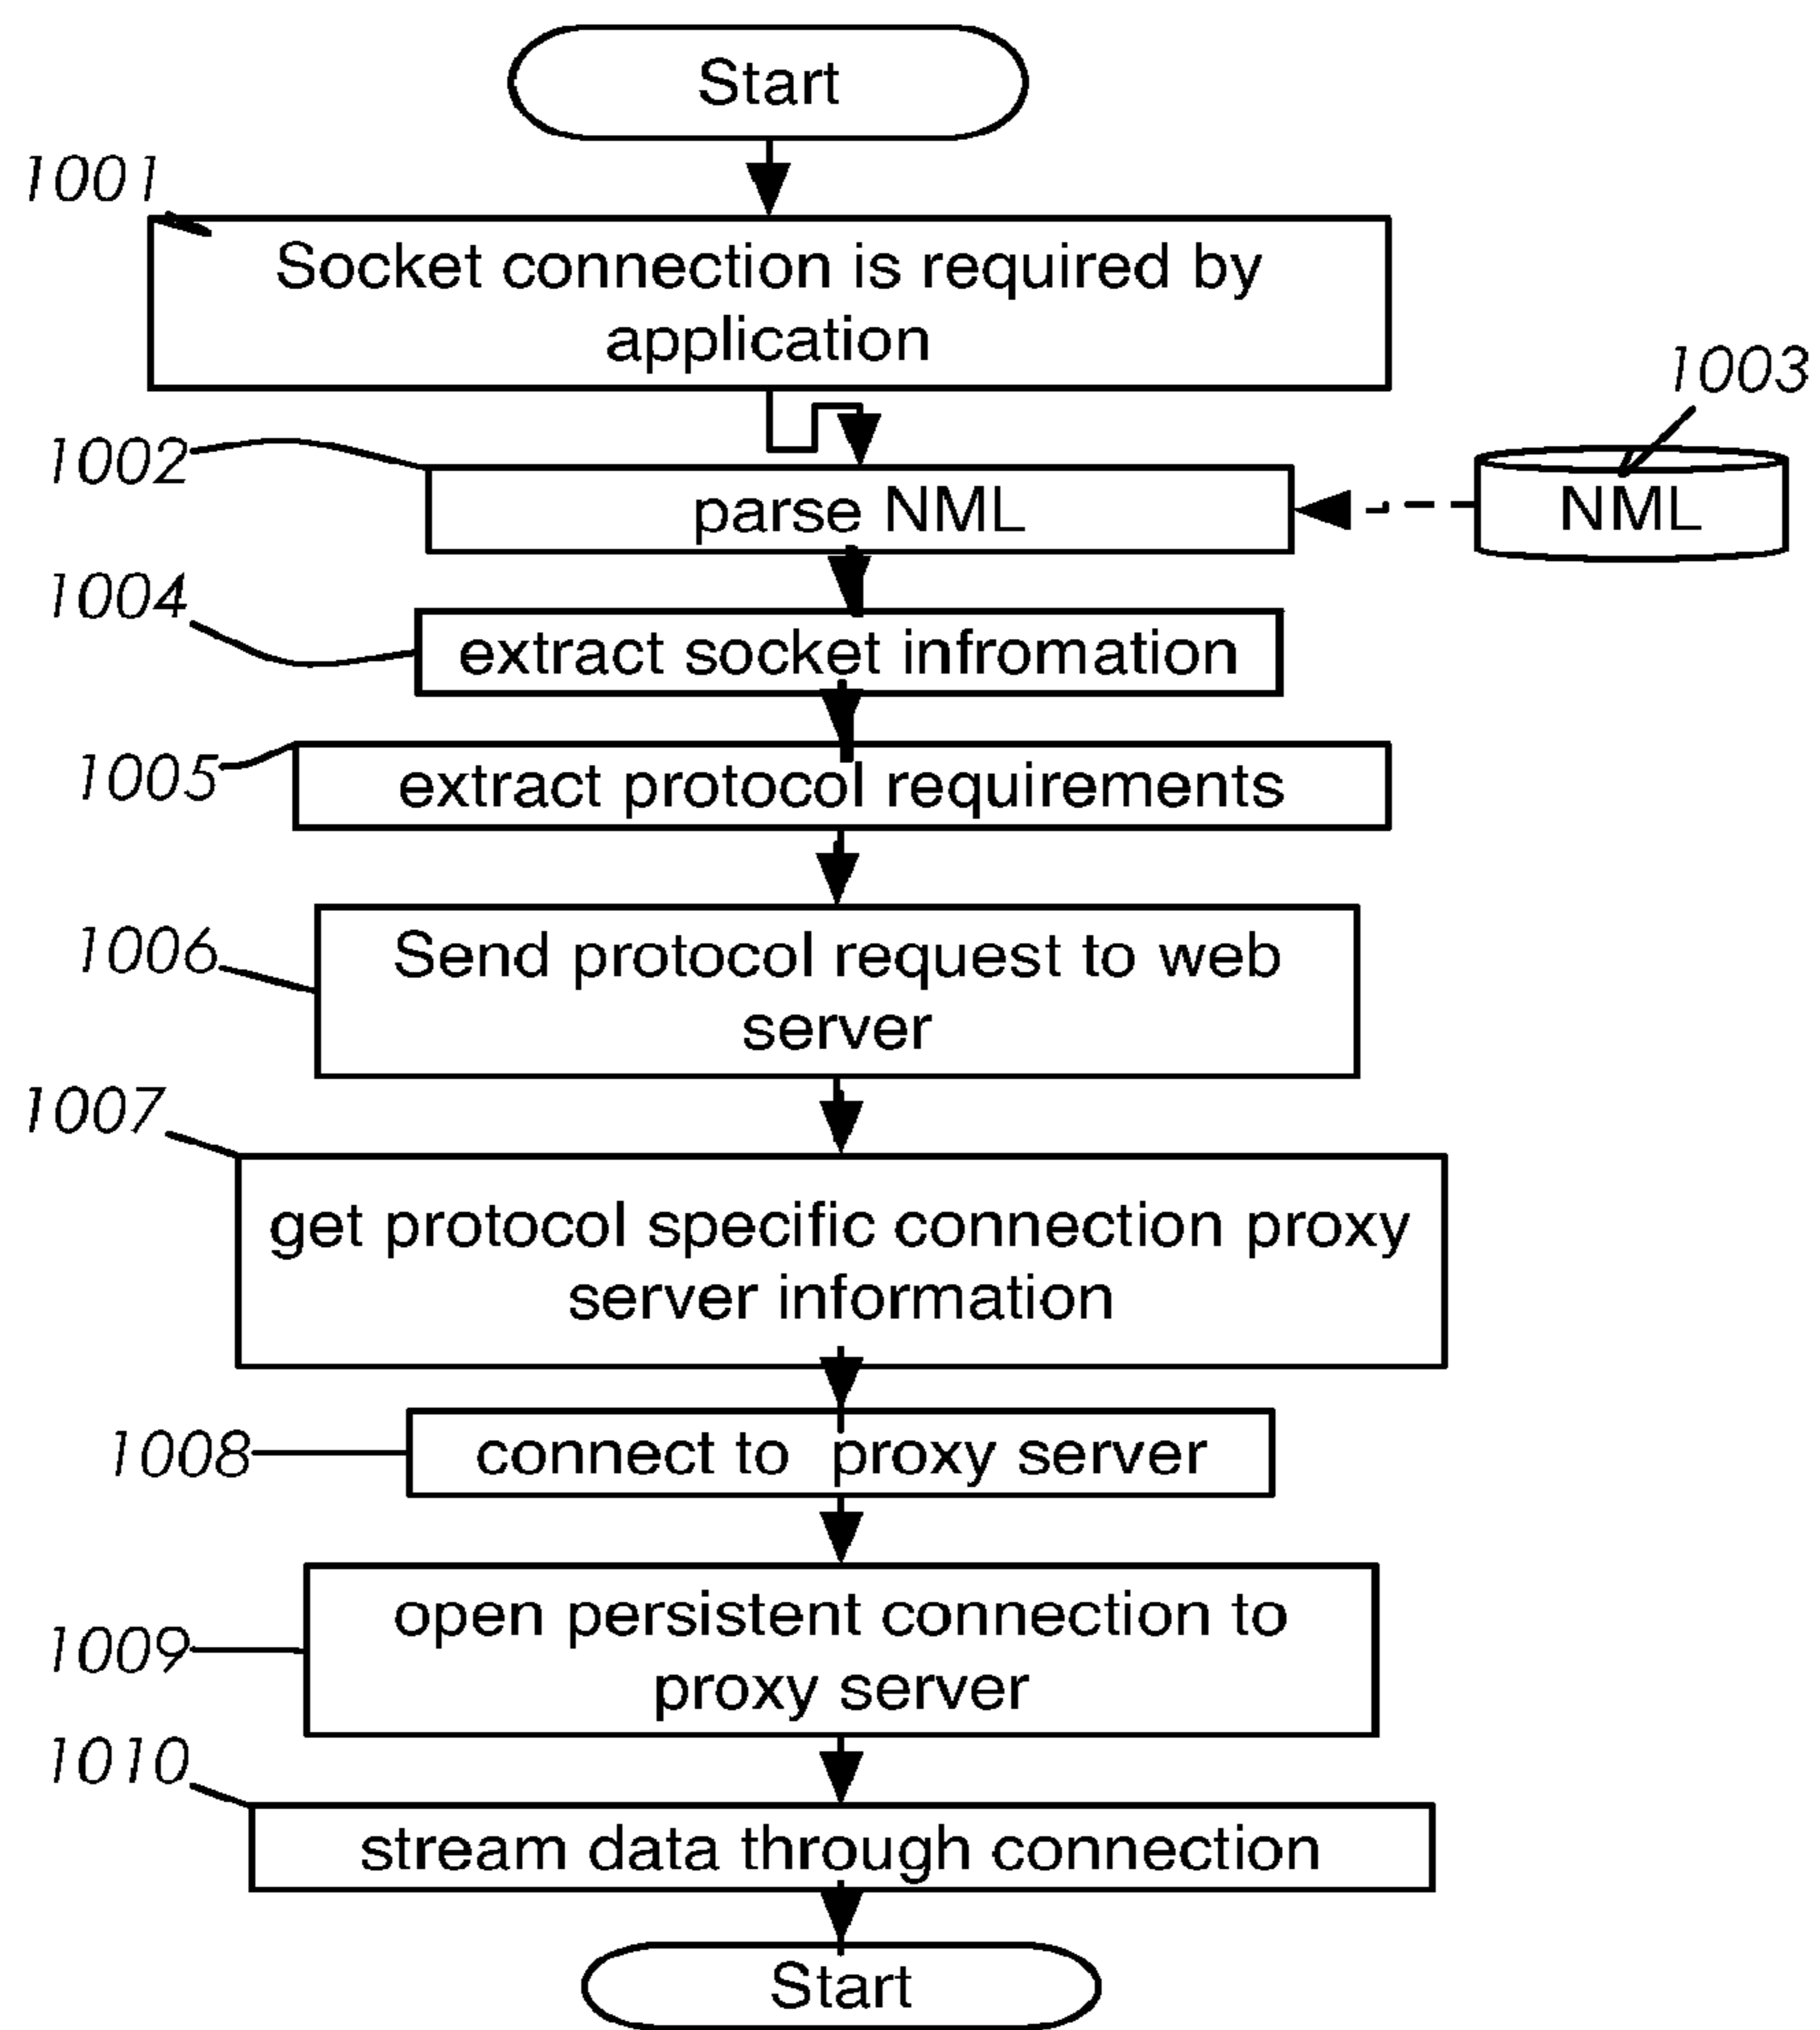 Start
1001
Socket connection is required by
application
1003
1002
parse NML
NML
1004
extract socket infromation
1005
extract protocol requirements
1006
Send protocol request to web
server
1007
get protocol specific connection proxy
server information
1008
connect to proxy server
1009
open persistent connection to
proxy server
1010
stream data through connection
Start